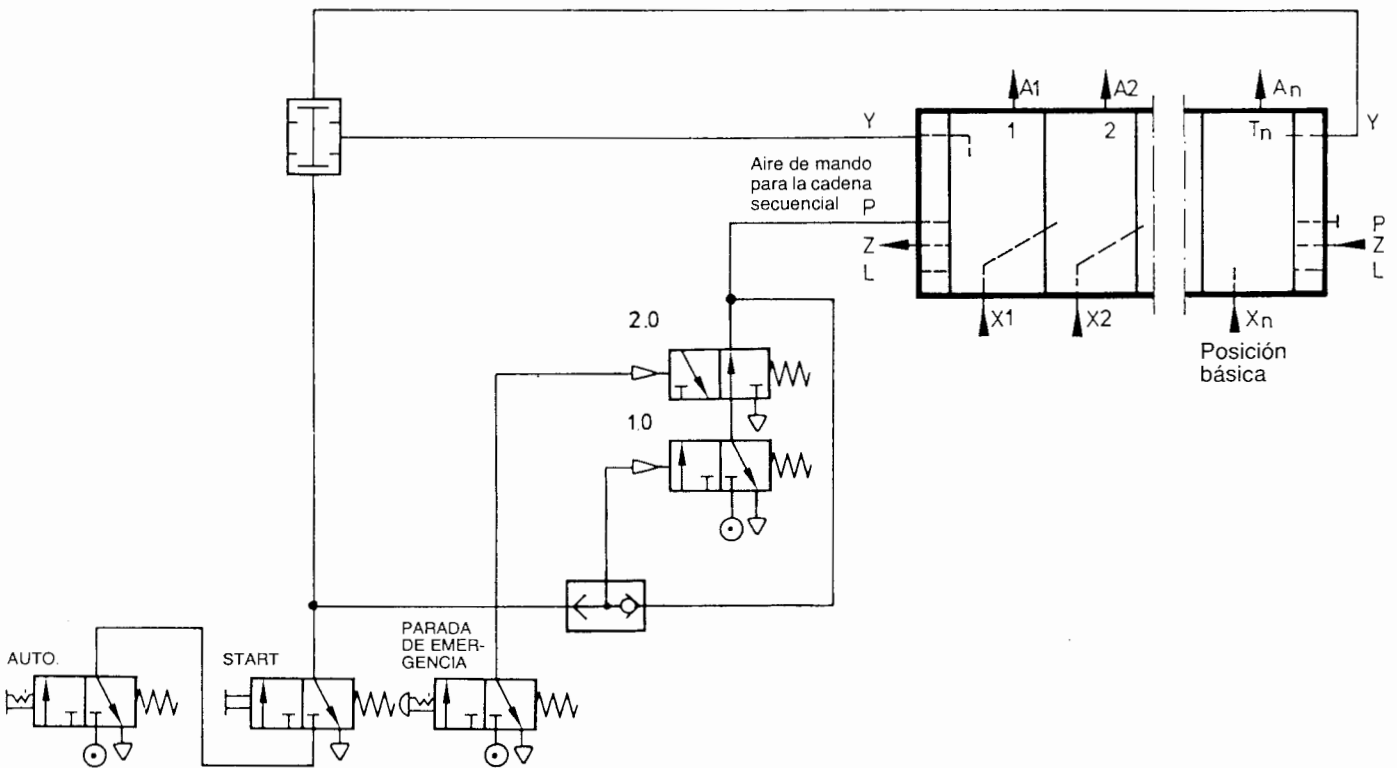 A1
A2
An
Y
1
2
Tn
Y
Aire de mando
para la cadena
secuencial
P
P
Z
Z
L
L
X1
X2
Xn
Posición
básica
2.0
1.0
PARADA
DE EMER-
GENCIA
AUTO.
START